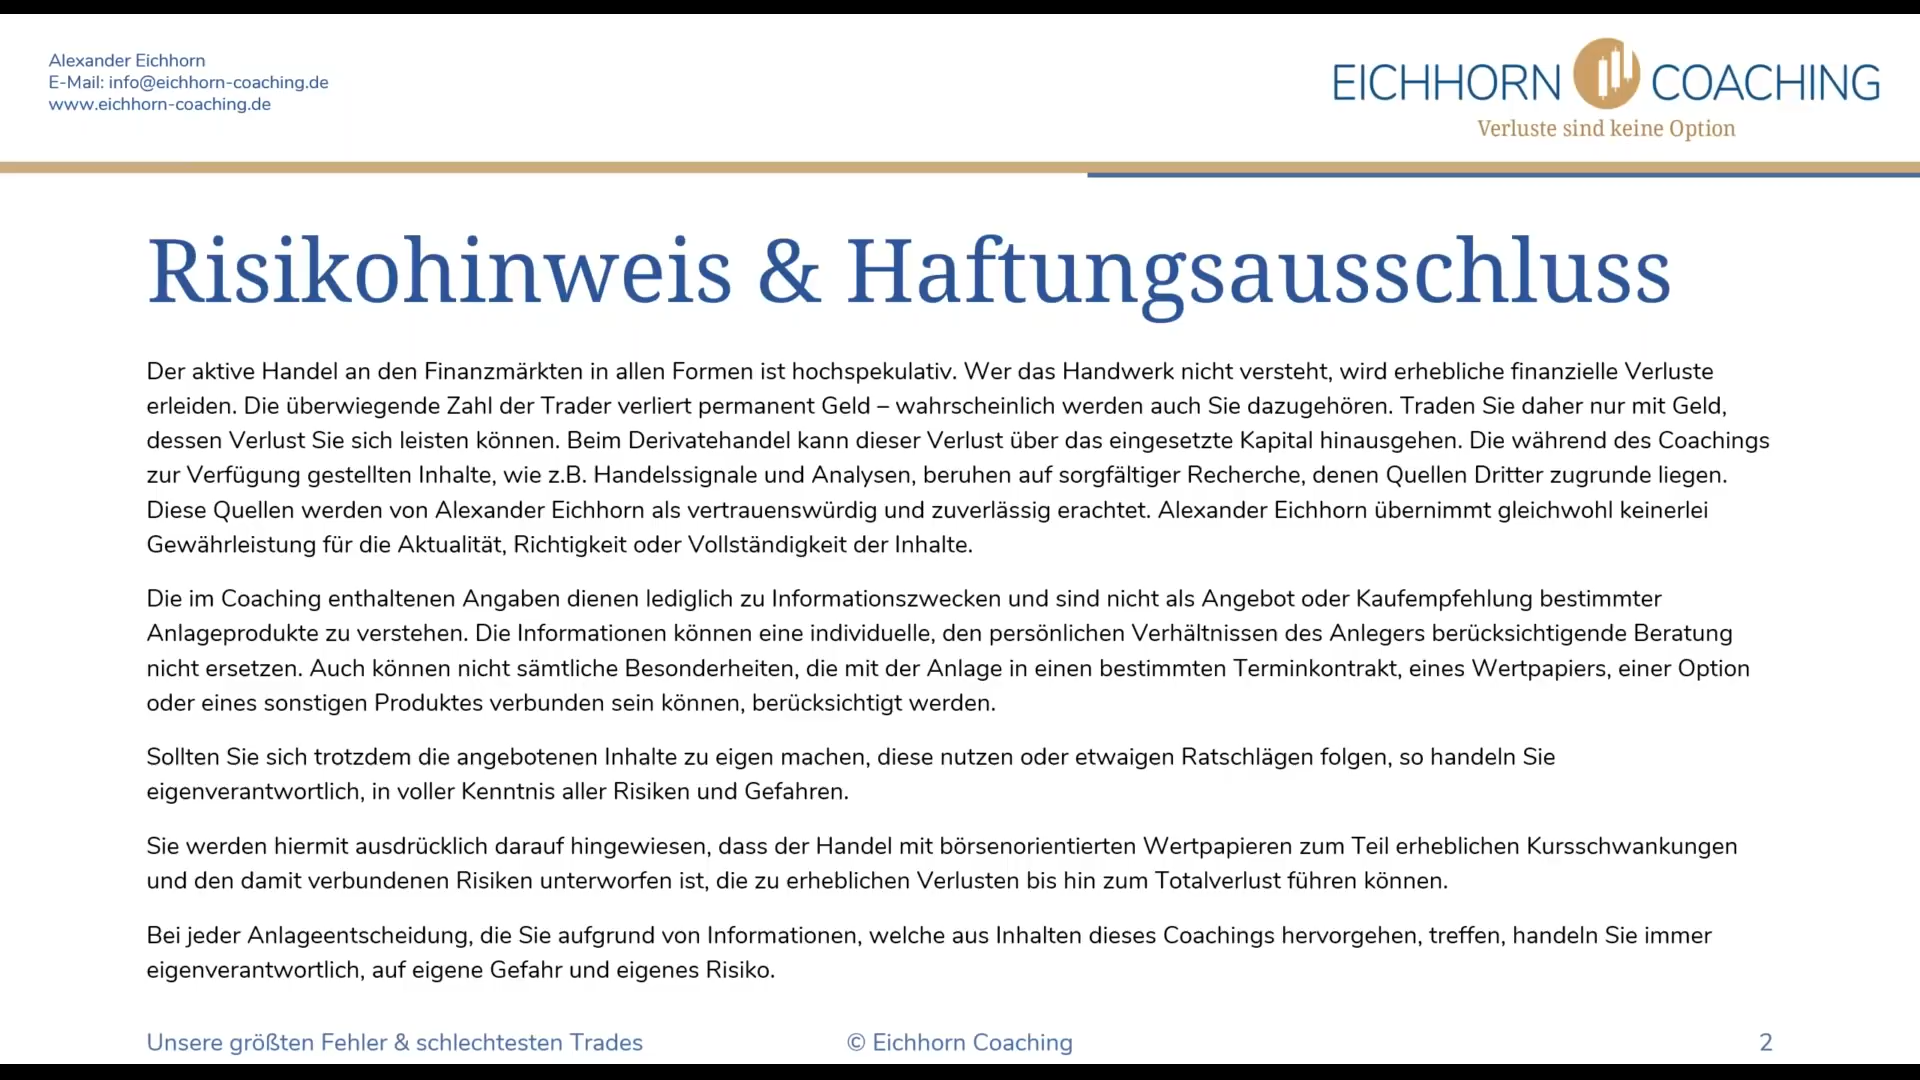 Alexander Eichhorn
E-Mail: info@eichhorn-coaching.de
www.eichhorn-coaching.de
EICHHORN COACHING
Verluste sind keine Option
Risikohinweis & Haftungsausschluss
Der aktive Handel an den Finanzmärkten in allen Formen ist hochspekulativ. Wer das Handwerk nicht versteht, wird erhebliche finanzielle Verluste
erleiden. Die überwiegende Zahl der Trader verliert permanent Geld – wahrscheinlich werden auch Sie dazugehören. Traden Sie daher nur mit Geld,
dessen Verlust Sie sich leisten können. Beim Derivatehandel kann dieser Verlust über das eingesetzte Kapital hinausgehen. Die während des Coachings
zur Verfügung gestellten Inhalte, wie z.B. Handelssignale und Analysen, beruhen auf sorgfältiger Recherche, denen Quellen Dritter zugrunde liegen.
Diese Quellen werden von Alexander Eichhorn als vertrauenswürdig und zuverlässig erachtet. Alexander Eichhorn übernimmt gleichwohl keinerlei
Gewährleistung für die Aktualität, Richtigkeit oder Vollständigkeit der Inhalte.
Die im Coaching enthaltenen Angaben dienen lediglich zu Informationszwecken und sind nicht als Angebot oder Kaufempfehlung bestimmter
Anlageprodukte zu verstehen. Die Informationen können eine individuelle, den persönlichen Verhältnissen des Anlegers berücksichtigende Beratung
nicht ersetzen. Auch können nicht sämtliche Besonderheiten, die mit der Anlage in einen bestimmten Terminkontrakt, eines Wertpapiers, einer Option
oder eines sonstigen Produktes verbunden sein können, berücksichtigt werden.
Sollten Sie sich trotzdem die angebotenen Inhalte zu eigen machen, diese nutzen oder etwaigen Ratschlägen folgen, so handeln Sie
eigenverantwortlich, in voller Kenntnis aller Risiken und Gefahren.
Sie werden hiermit ausdrücklich darauf hingewiesen, dass der Handel mit börsenorientierten Wertpapieren zum Teil erheblichen Kursschwankungen
und den damit verbundenen Risiken unterworfen ist, die zu erheblichen Verlusten bis hin zum Totalverlust führen können.
Bei jeder Anlageentscheidung, die Sie aufgrund von Informationen, welche aus Inhalten dieses Coachings hervorgehen, treffen, handeln Sie immer
eigenverantwortlich, auf eigene Gefahr und eigenes Risiko.
Unsere größten Fehler & schlechtesten Trades
© Eichhorn Coaching
2